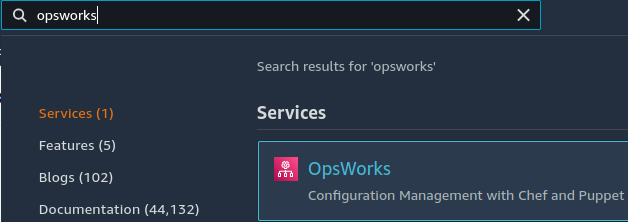 opsworks
Search results for 'opsworks'
Services (1)
Services
Features (5)
OpsWorks
Blogs (102)
Configuration Management with Chef and Puppet
Documentation (44,132)